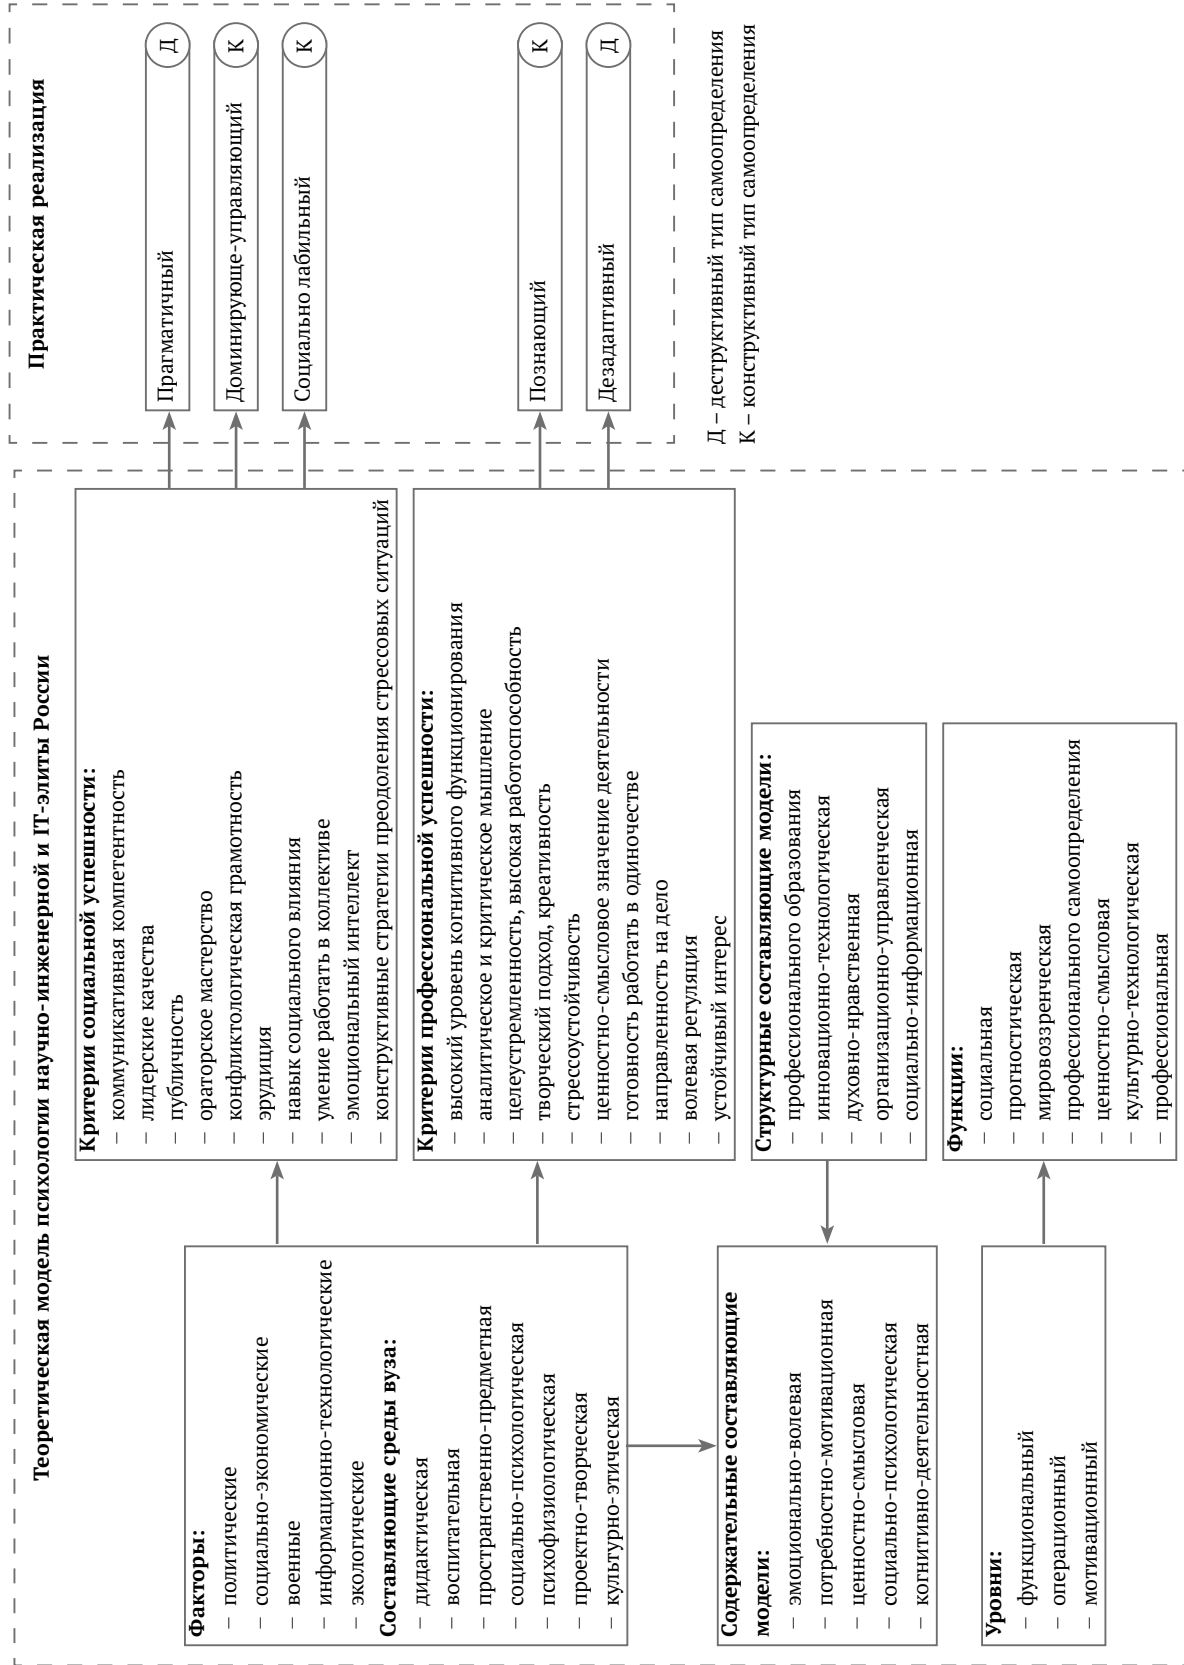 Теоретическая модель психологии научно-инженерной и IT-элиты России
Факторы:
– политические
– социально-экономические
– военные
– информационно-технологические
– экологические
Составляющие среды вуза:
– дидактическая
– воспитательная
– пространственно-предметная
– социально-психологическая
– психофизиологическая
– проектно-творческая
– культурно-этическая
Содержательные составляющие
модели:
– эмоционально-волевая
– потребностно-мотивационная
– ценностно-смысловая
– социально-психологическая
– когнитивно-деятельностная
Уровни:
– функциональный
– операционный
– мотивационный
Критерии социальной успешности:
– коммуникативная компетентность
– лидерские качества
– публичность
– ораторское мастерство
– конфликтологическая грамотность
– эрудиция
– навык социального влияния
– умение работать в коллективе
– эмоциональный интеллект
– конструктивные стратегии преодоления стрессовых ситуаций
Критерии профессиональной успешности:
– высокий уровень когнитивного функционирования
– аналитическое и критическое мышление
– целеустремленность, высокая работоспособность
– творческий подход, креативность
– стрессоустойчивость
– ценностно-смысловое значение деятельности
– готовность работать в одиночестве
– направленность на дело
– волевая регуляция
– устойчивый интерес
Структурные составляющие модели:
– профессионального образования
– инновационно-технологическая
– духовно-нравственная
– организационно-управленческая
– социально-информационная
Функции:
– социальная
– прогностическая
– мировоззренческая
– профессионального самоопределения
– ценностно-смысловая
– культурно-технологическая
– профессиональная
Практическая реализация
Прагматичный Д
Доминирующе-управляющий К
Социально лабильный К
Познающий К
Дезадаптивный Д
Д – деструктивный тип самоопределения
К – конструктивный тип самоопределения